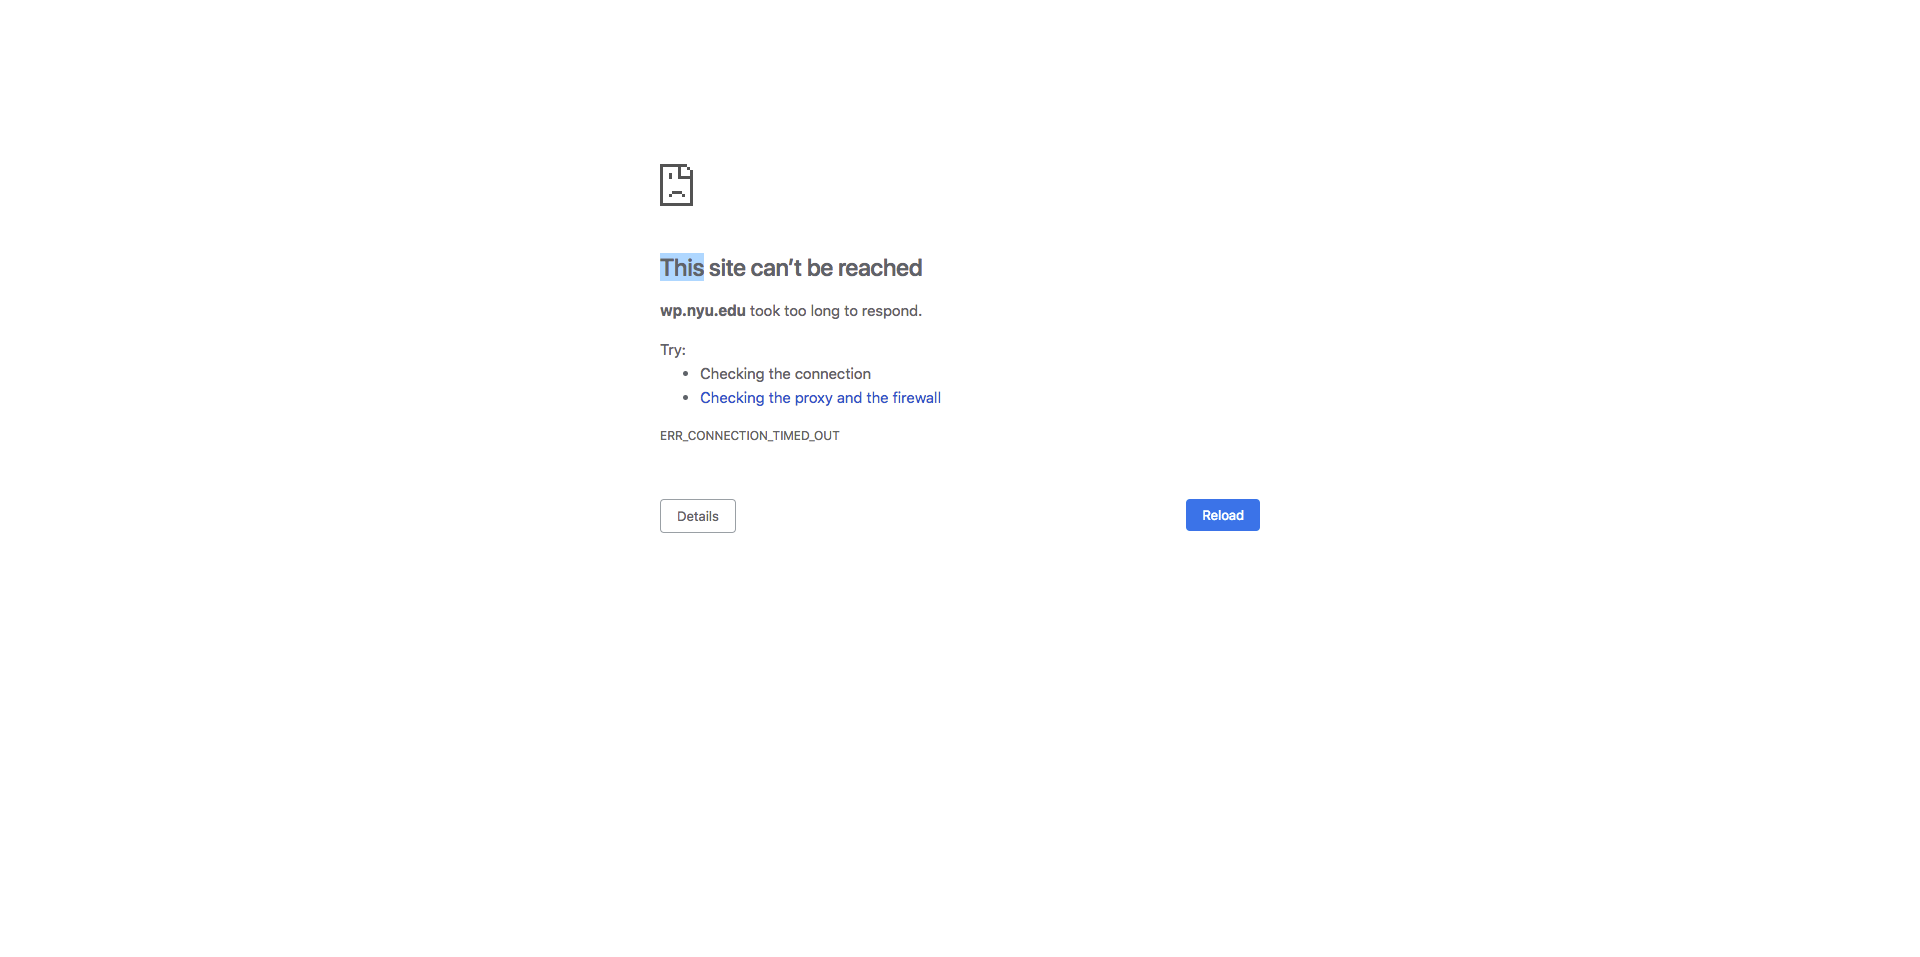 This site can’t be reached
wp.nyu.edu took too long to respond.
Try:
Checking the connection
Checking the proxy and the firewall
ERR_CONNECTION_TIMED_OUT
Details
Reload